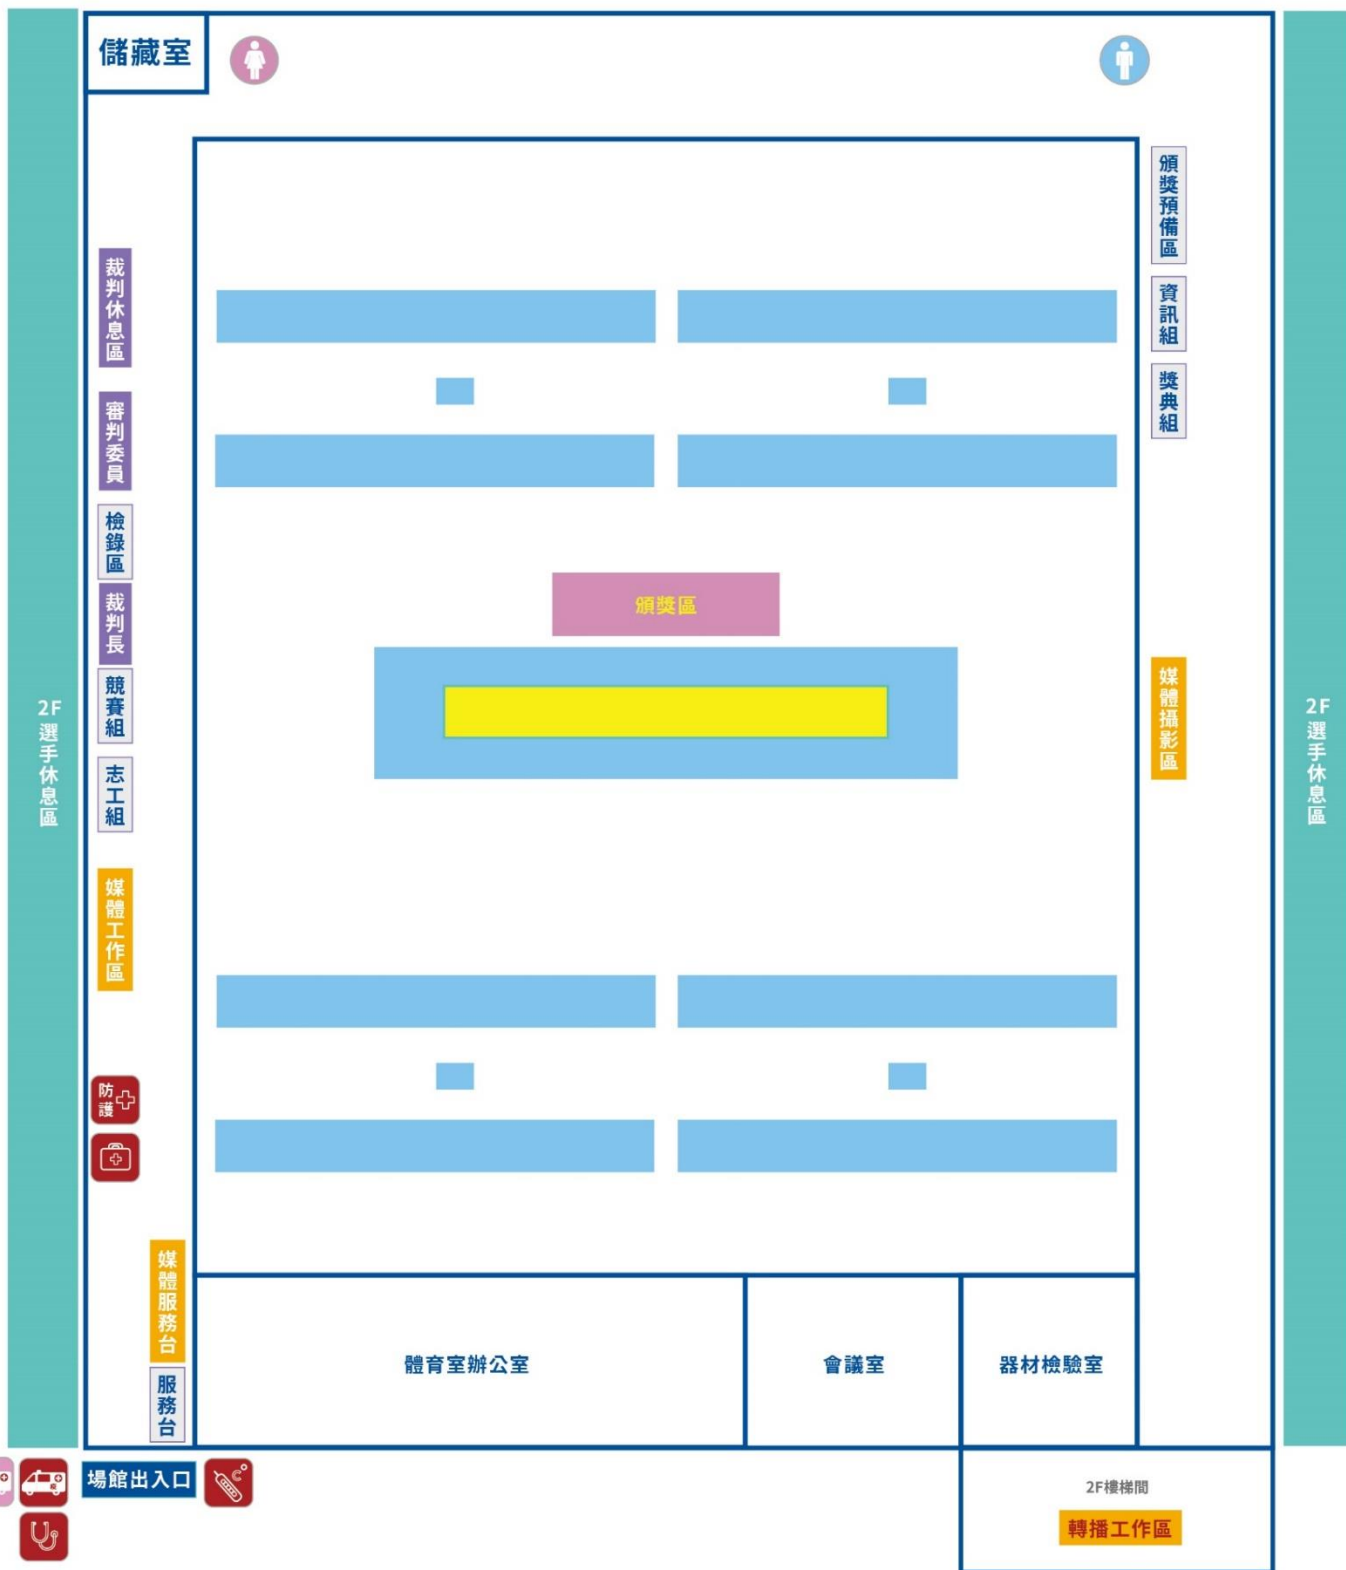 儲藏室
頒獎預備區
裁判休息區
資訊組
獎典組
審判委員
檢錄區
裁判長
頒獎區
競賽組
媒體攝影區
2F選手休息區
2F選手休息區
志工組
媒體工作區
防護
媒體服務台
體育室辦公室
會議室
器材檢驗室
服務台
場館出入口
C
2F樓梯間
轉播工作區